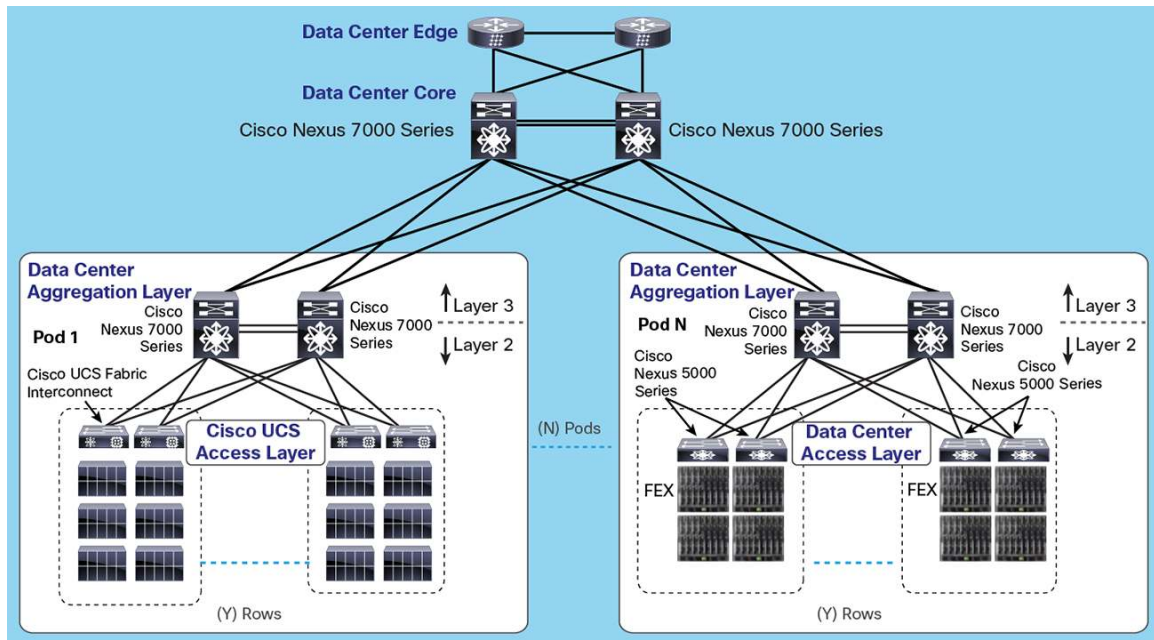 Data Center Edge
Data Center Core
Cisco Nexus 7000 Series
Cisco Nexus 7000 Series
Data Center
Aggregation Layer
Pod 1
Cisco
Nexus 7000
Series
Cisco
Nexus 7000
Series
Layer 3
Layer 2
Cisco UCS Fabric
Interconnect
Cisco UCS
Access Layer
(Y) Rows
(N) Pods
Data Center
Aggregation Layer
Pod N
Cisco
Nexus 7000
Series
Cisco
Nexus 7000
Series
Layer 3
Layer 2
Cisco
Nexus 5000
Series
Cisco
Nexus 5000 Series
Data Center
Access Layer
FEX
FEX
(Y) Rows